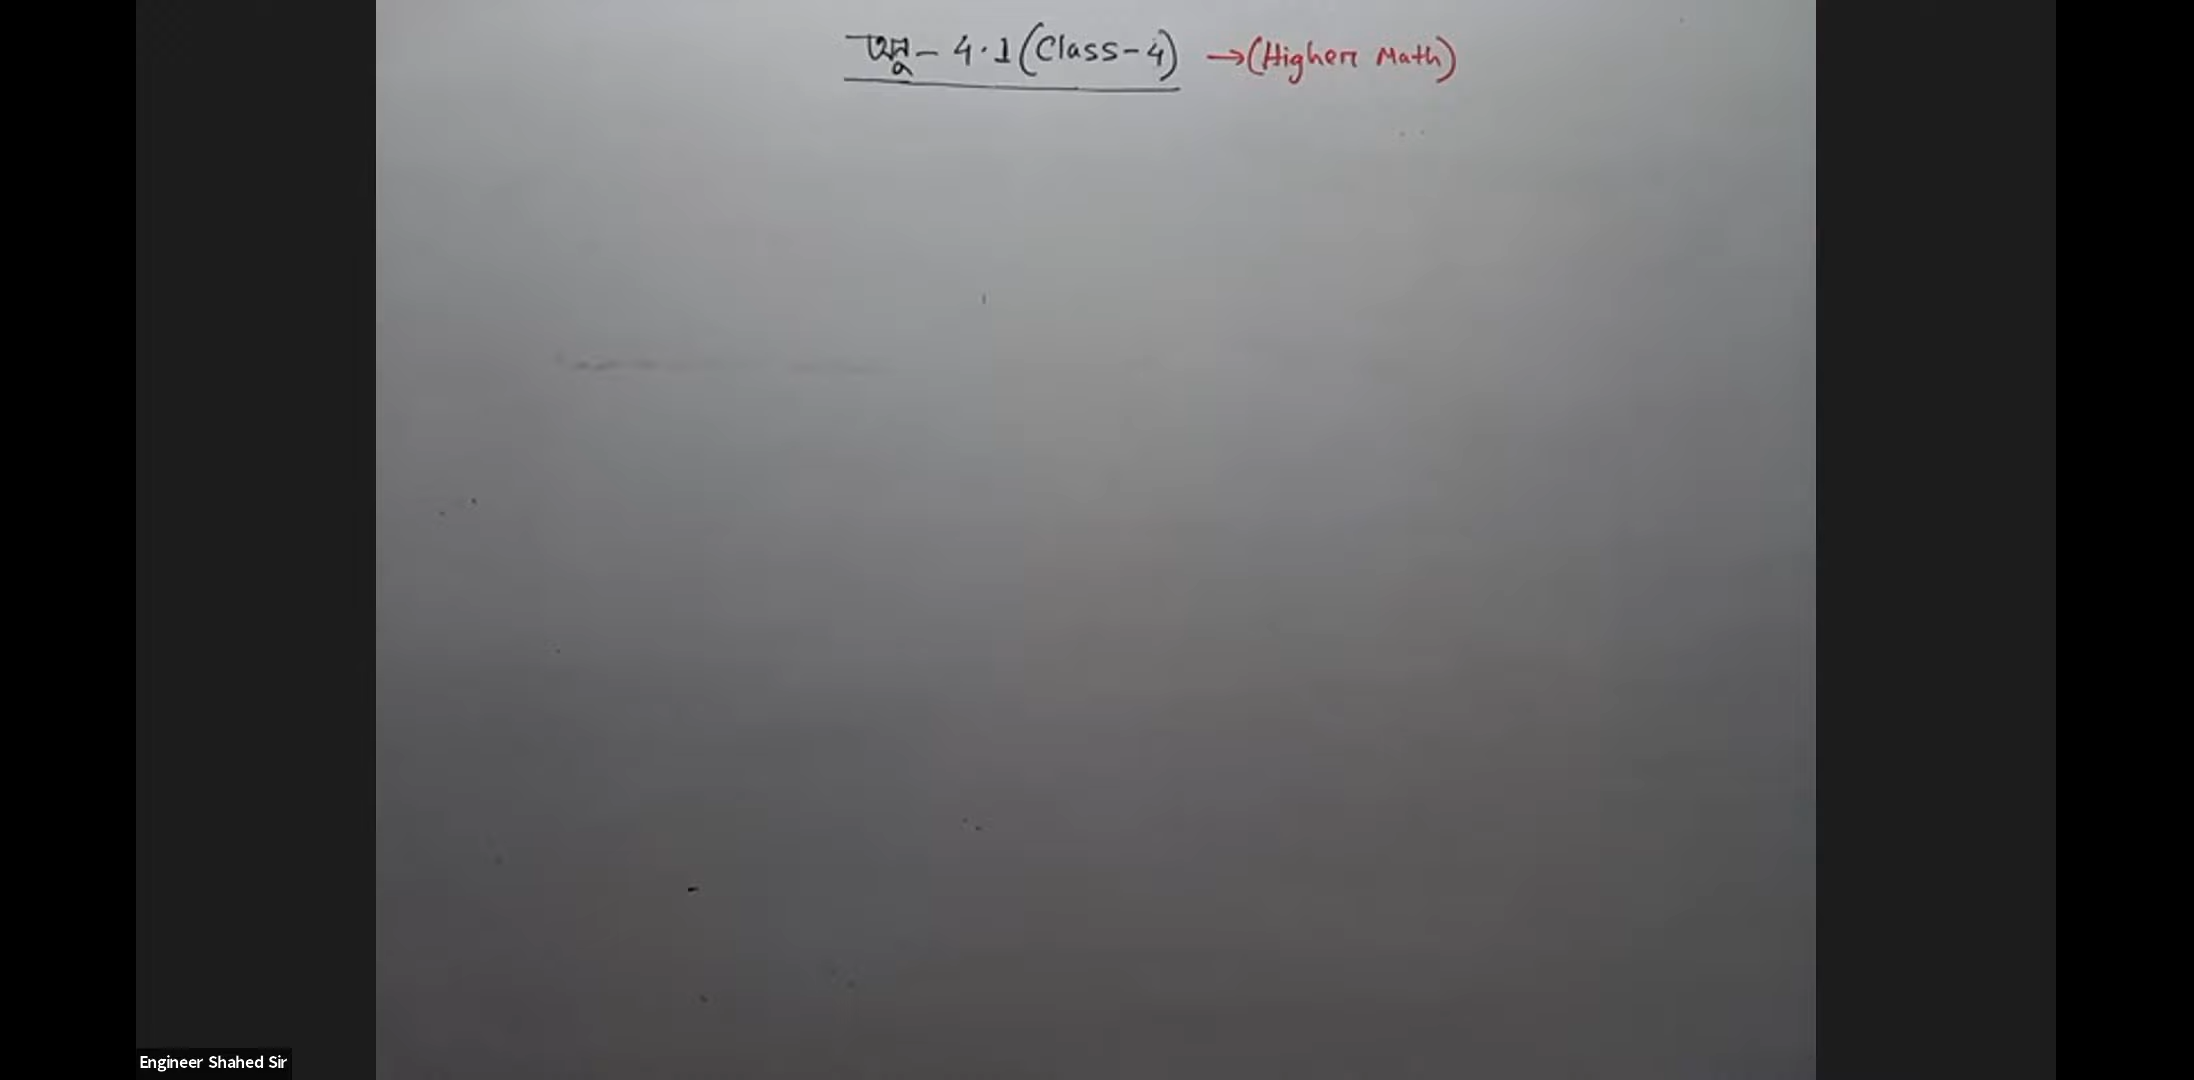 অনু - 4.1 (Class-4) → (Higher Math)
Engineer Shahed Sir